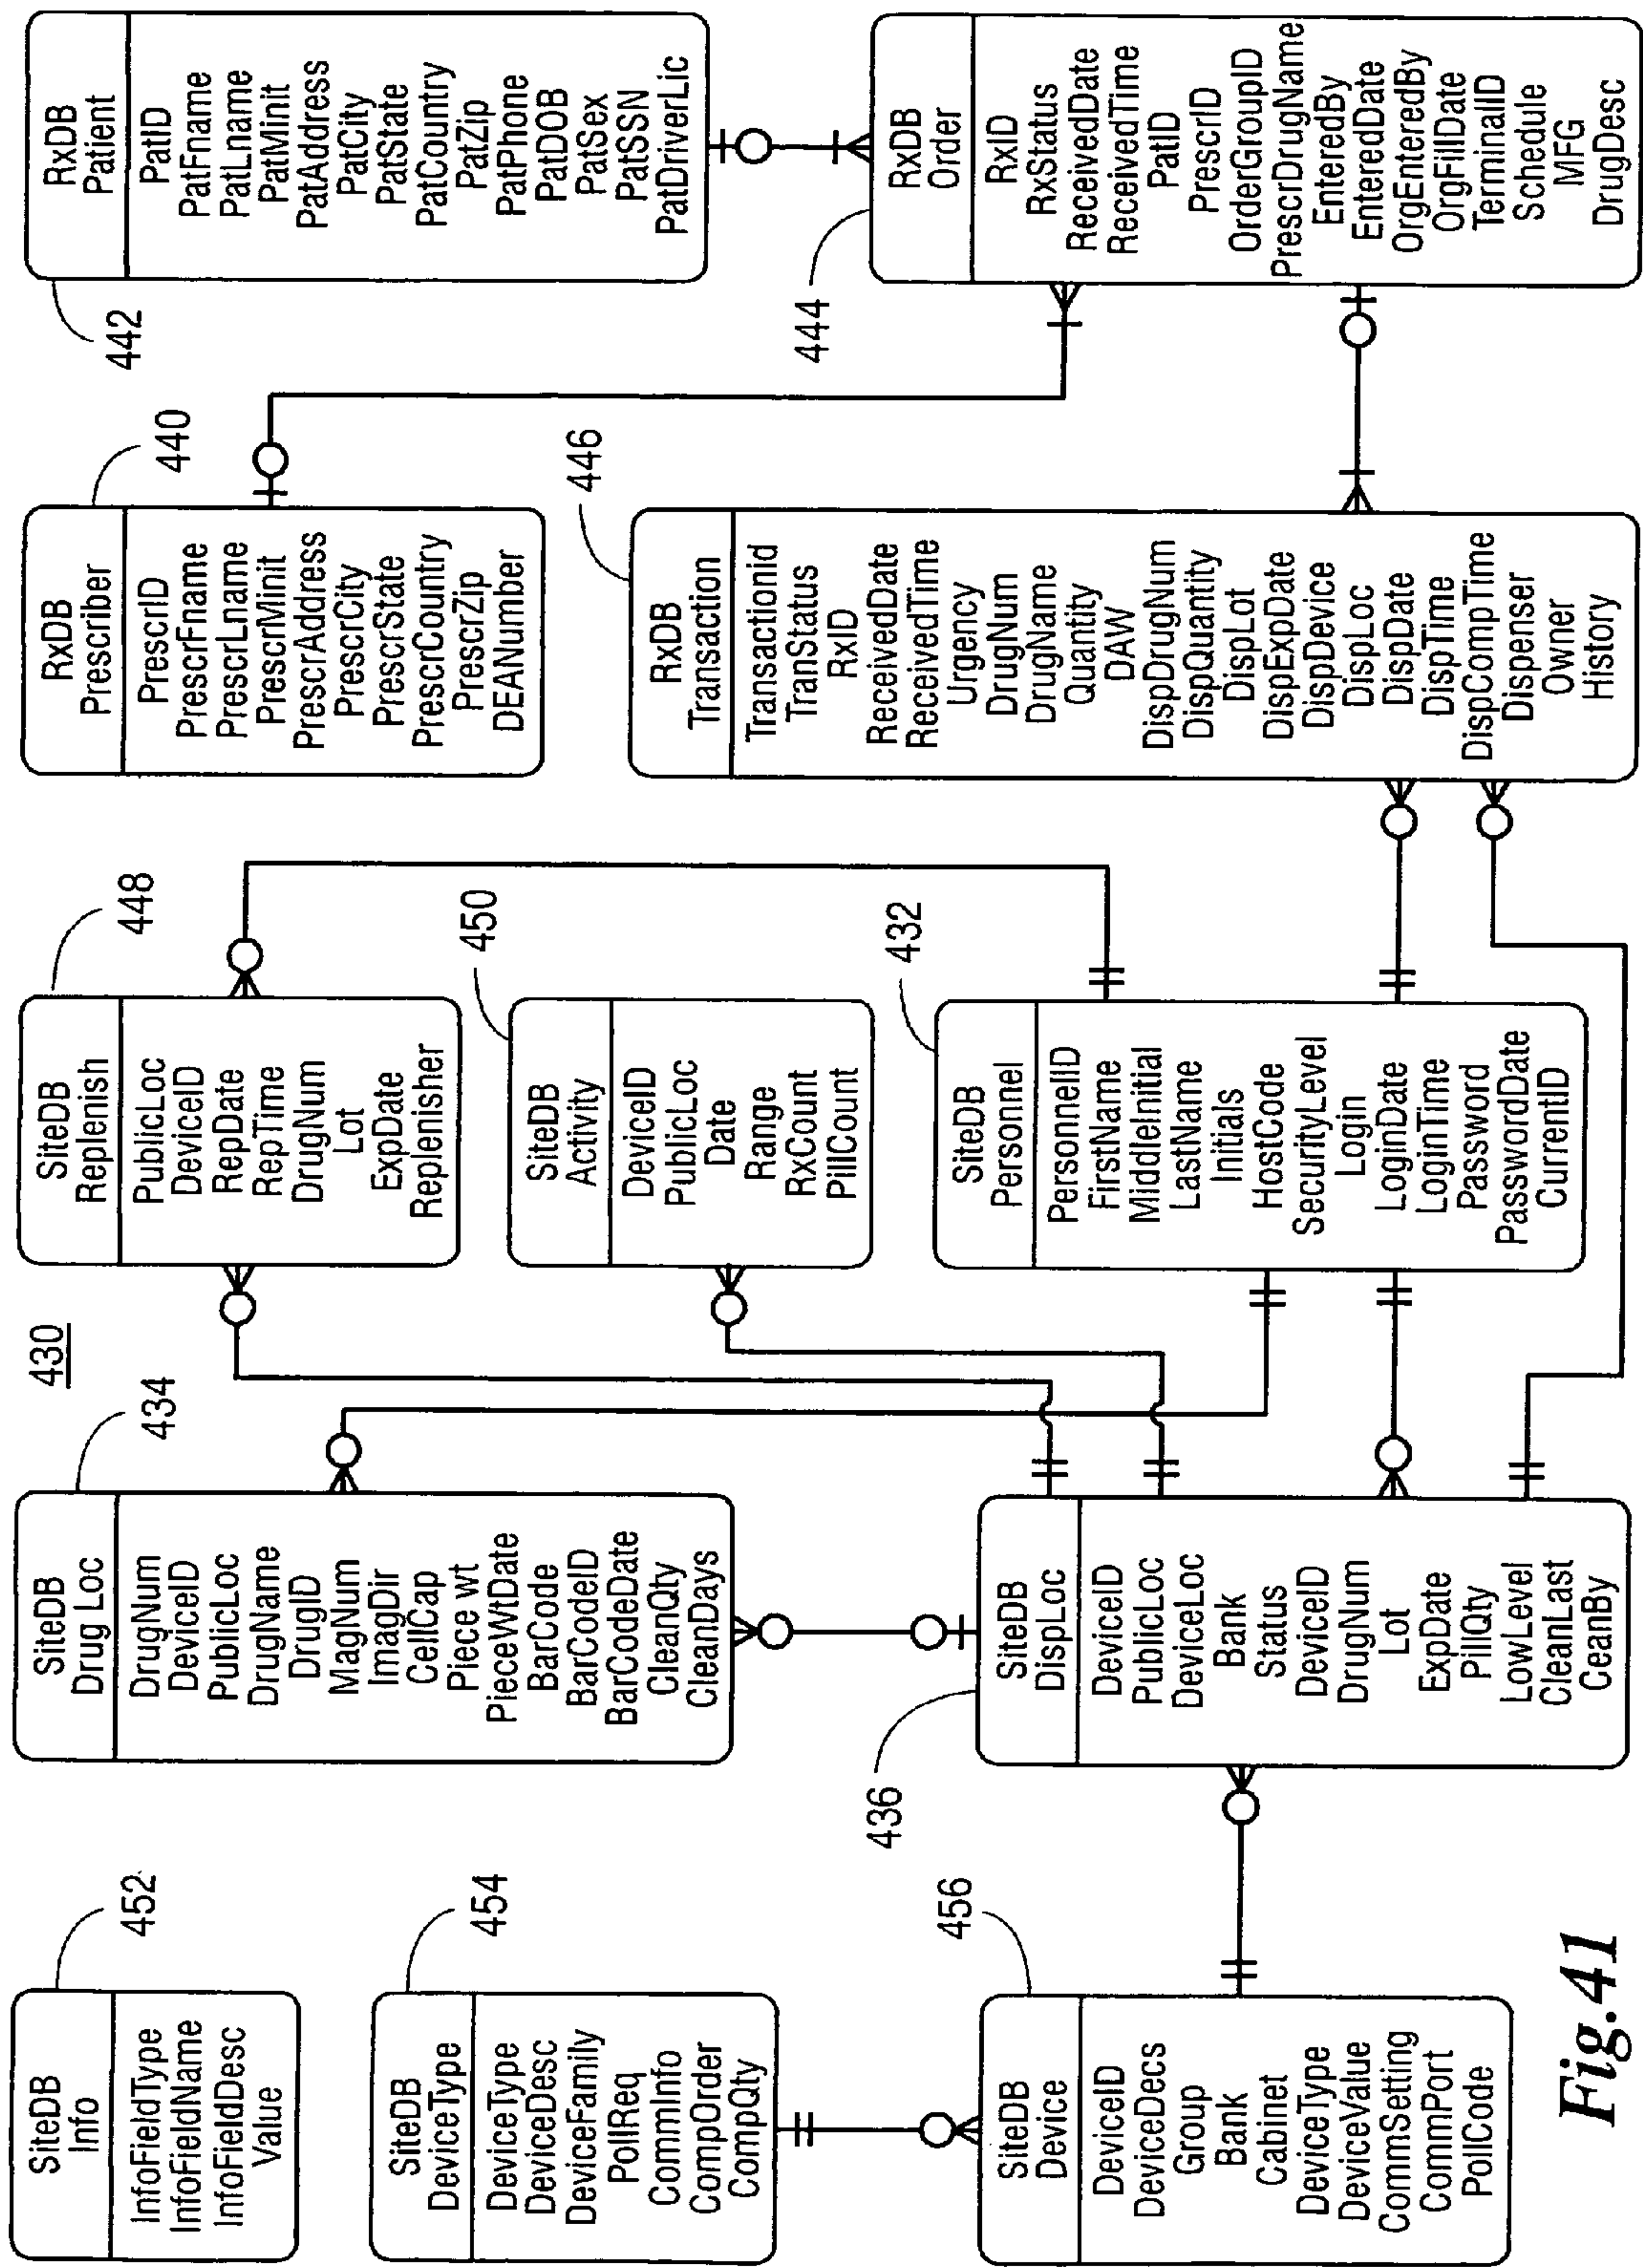 430
SiteDB
Info
InfoFieldType
InfoFieldName
InfoFieldDesc
Value
452
SiteDB
DeviceType
DeviceType
DeviceDesc
DeviceFamily
PollReq
CommInfo
CompOrder
CompQty
454
SiteDB
Device
DeviceID
DeviceDecs
Group
Bank
Cabinet
DeviceType
DeviceValue
CommSetting
CommPort
PollCode
456
SiteDB
Drug Loc
DrugNum
DeviceID
PublicLoc
DrugName
DrugID
MagNum
ImagDir
CellCap
Piece wt
PieceWtDate
BarCode
BarCodeID
BarCodeDate
CleanQty
CleanDays
434
SiteDB
DispLoc
DeviceID
PublicLoc
DeviceLoc
Bank
Status
DeviceID
DrugNum
Lot
ExpDate
PillQty
LowLevel
CleanLast
CeanBy
436
SiteDB
Replenish
PublicLoc
DeviceID
RepDate
RepTime
DrugNum
Lot
ExpDate
Replenisher
448
SiteDB
Activity
DeviceID
PublicLoc
Date
Range
RxCount
PillCount
450
SiteDB
Personnel
PersonnelID
FirstName
MiddleInitial
LastName
Initials
HostCode
SecurityLevel
Login
LoginDate
LoginTime
Password
PasswordDate
CurrentID
432
RxDB
Prescriber
PrescrID
PrescrFname
PrescrLname
PrescrMinit
PrescrAddress
PrescrCity
PrescrState
PrescrCountry
PrescrZip
DEANumber
440
RxDB
Transaction
TransactionId
TranStatus
RxID
ReceivedDate
ReceivedTime
Urgency
DrugNum
DrugName
Quantity
DAW
DispDrugNum
DispQuantity
DispLot
DispExpDate
DispDevice
DispLoc
DispDate
DispTime
DispCompTime
Dispenser
Owner
History
446
RxDB
Patient
PatID
PatFname
PatLname
PatMinit
PatAddress
PatCity
PatState
PatCountry
PatZip
PatPhone
PatDOB
PatSex
PatSSN
PatDriverLic
442
RxDB
Order
RxID
RxStatus
ReceivedDate
ReceivedTime
PatID
PrescrID
OrderGroupID
PrescrDrugName
EnteredBy
EnteredDate
OrgEnteredBy
OrgFillDate
TerminalID
Schedule
MFG
DrugDesc
444
Fig.41